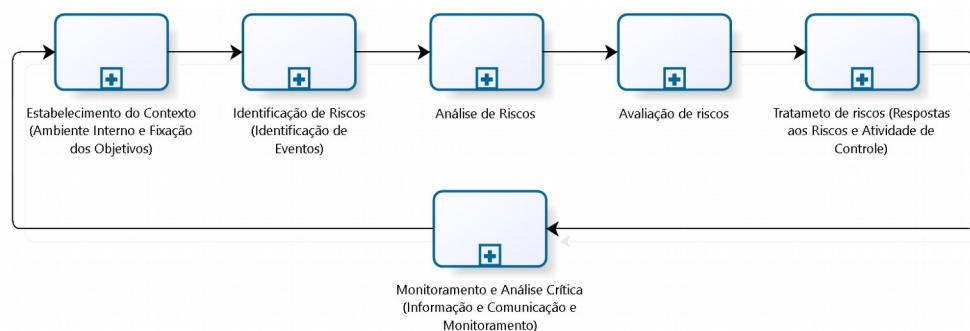 Estabelecimento do Contexto
(Ambiente Interno e Fixação
dos Objetivos)
Identificação de Riscos
(Identificação de
Eventos)
Análise de Riscos
Avaliação de riscos
Tratameto de riscos (Respostas
aos Riscos e Atividade de
Controle)
Monitoramento e Análise Crítica
(Informação e Comunicação e
Monitoramento)